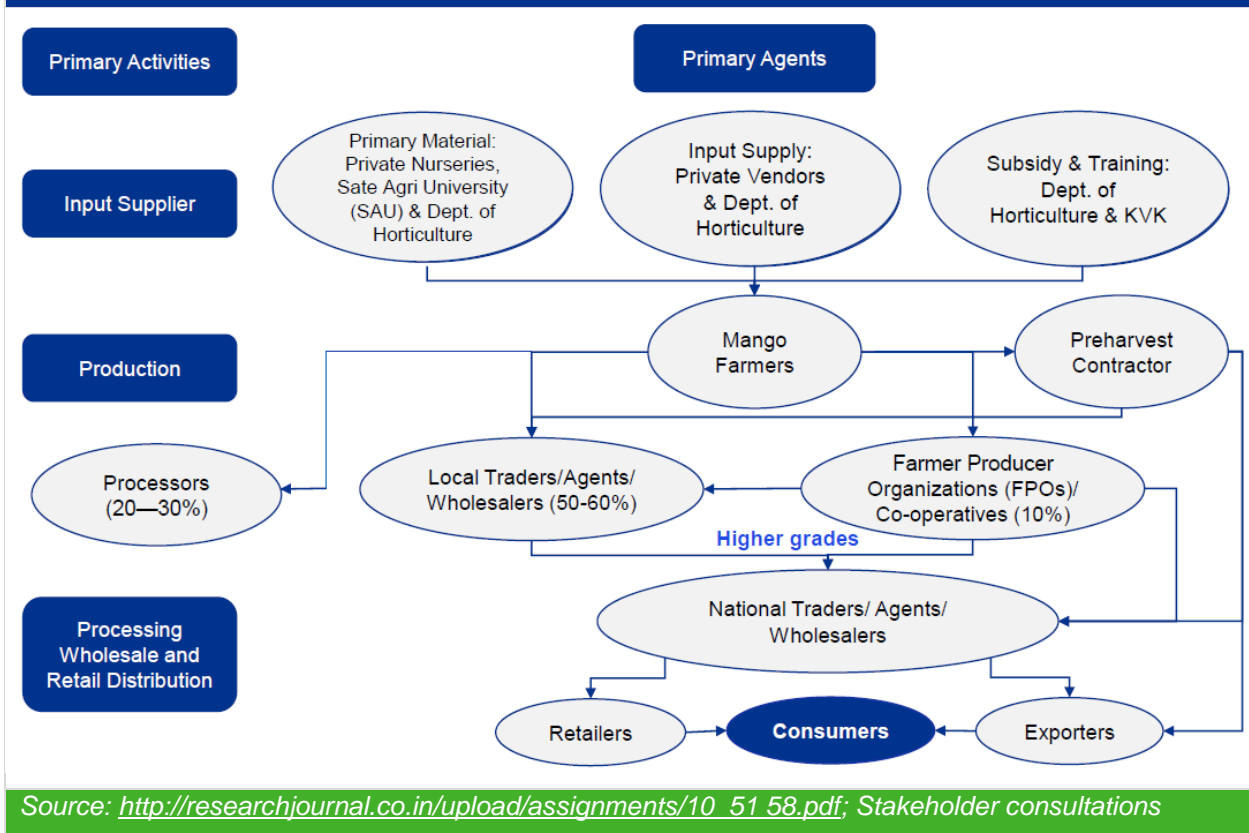 Primary Activities
Primary Agents
Input Supplier
Primary Material:
Private Nurseries,
Sate Agri University
(SAU) & Dept. of
Horticulture
Input Supply:
Private Vendors
& Dept. of
Horticulture
Subsidy & Training:
Dept. of
Horticulture & KVK
Production
Mango
Farmers
Preharvest
Contractor
Processors
(20—30%)
Local Traders/Agents/
Wholesalers (50-60%)
Farmer Producer
Organizations (FPOs)/
Co-operatives (10%)
Higher grades
Processing
Wholesale and
Retail Distribution
National Traders/ Agents/
Wholesalers
Retailers
Consumers
Exporters
Source: http://researchjournal.co.in/upload/assignments/10_51 58.pdf; Stakeholder consultations